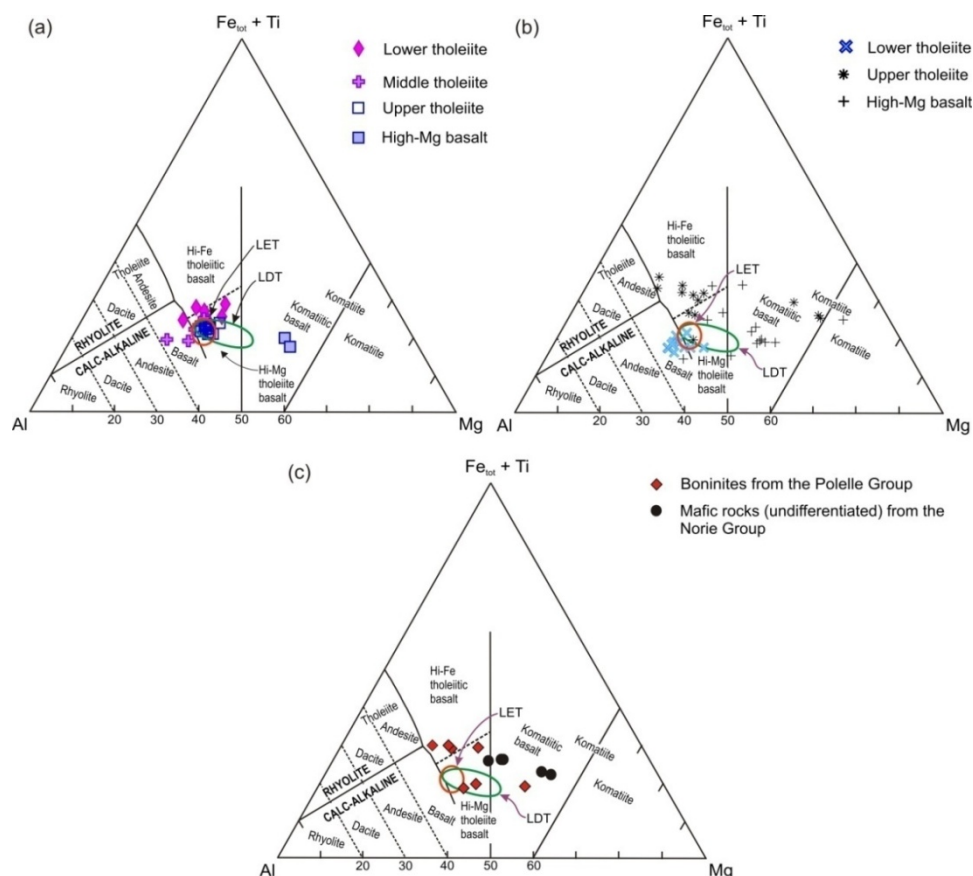 (a)
Fetot + Ti
Lower tholeiite
Middle tholeiite
Upper tholeiite
High-Mg basalt
Hi-Fe
tholeiitic
basalt
LET
LDT
Tholeiite
Andesite
Dacite
RHYOLITE
CALC-ALKALINE
Rhyolite
Dacite
Andesite
Basalt
Hi-Mg
tholeiite
basalt
Komatiitic
basalt
Komatiite
Komatiite
Al
20
30
40
50
60
Mg
(b)
Fetot + Ti
Lower tholeiite
Upper tholeiite
High-Mg basalt
Hi-Fe
tholeiitic
basalt
LET
Tholeiite
Andesite
Dacite
RHYOLITE
CALC-ALKALINE
Rhyolite
Dacite
Andesite
Basalt
Hi-Mg
tholeiite
basalt
LDT
Komatiitic
basalt
Komatiite
Komatiite
Al
20
30
40
50
60
Mg
(c)
Fetot + Ti
Boninites from the Polelle Group
Mafic rocks (undifferentiated) from the
Norie Group
Hi-Fe
tholeiitic
basalt
LET
Tholeiite
Andesite
Dacite
RHYOLITE
CALC-ALKALINE
Rhyolite
Dacite
Andesite
Basalt
Hi-Mg
tholeiite
basalt
LDT
Komatiitic
basalt
Komatiite
Komatiite
Al
20
30
40
50
60
Mg